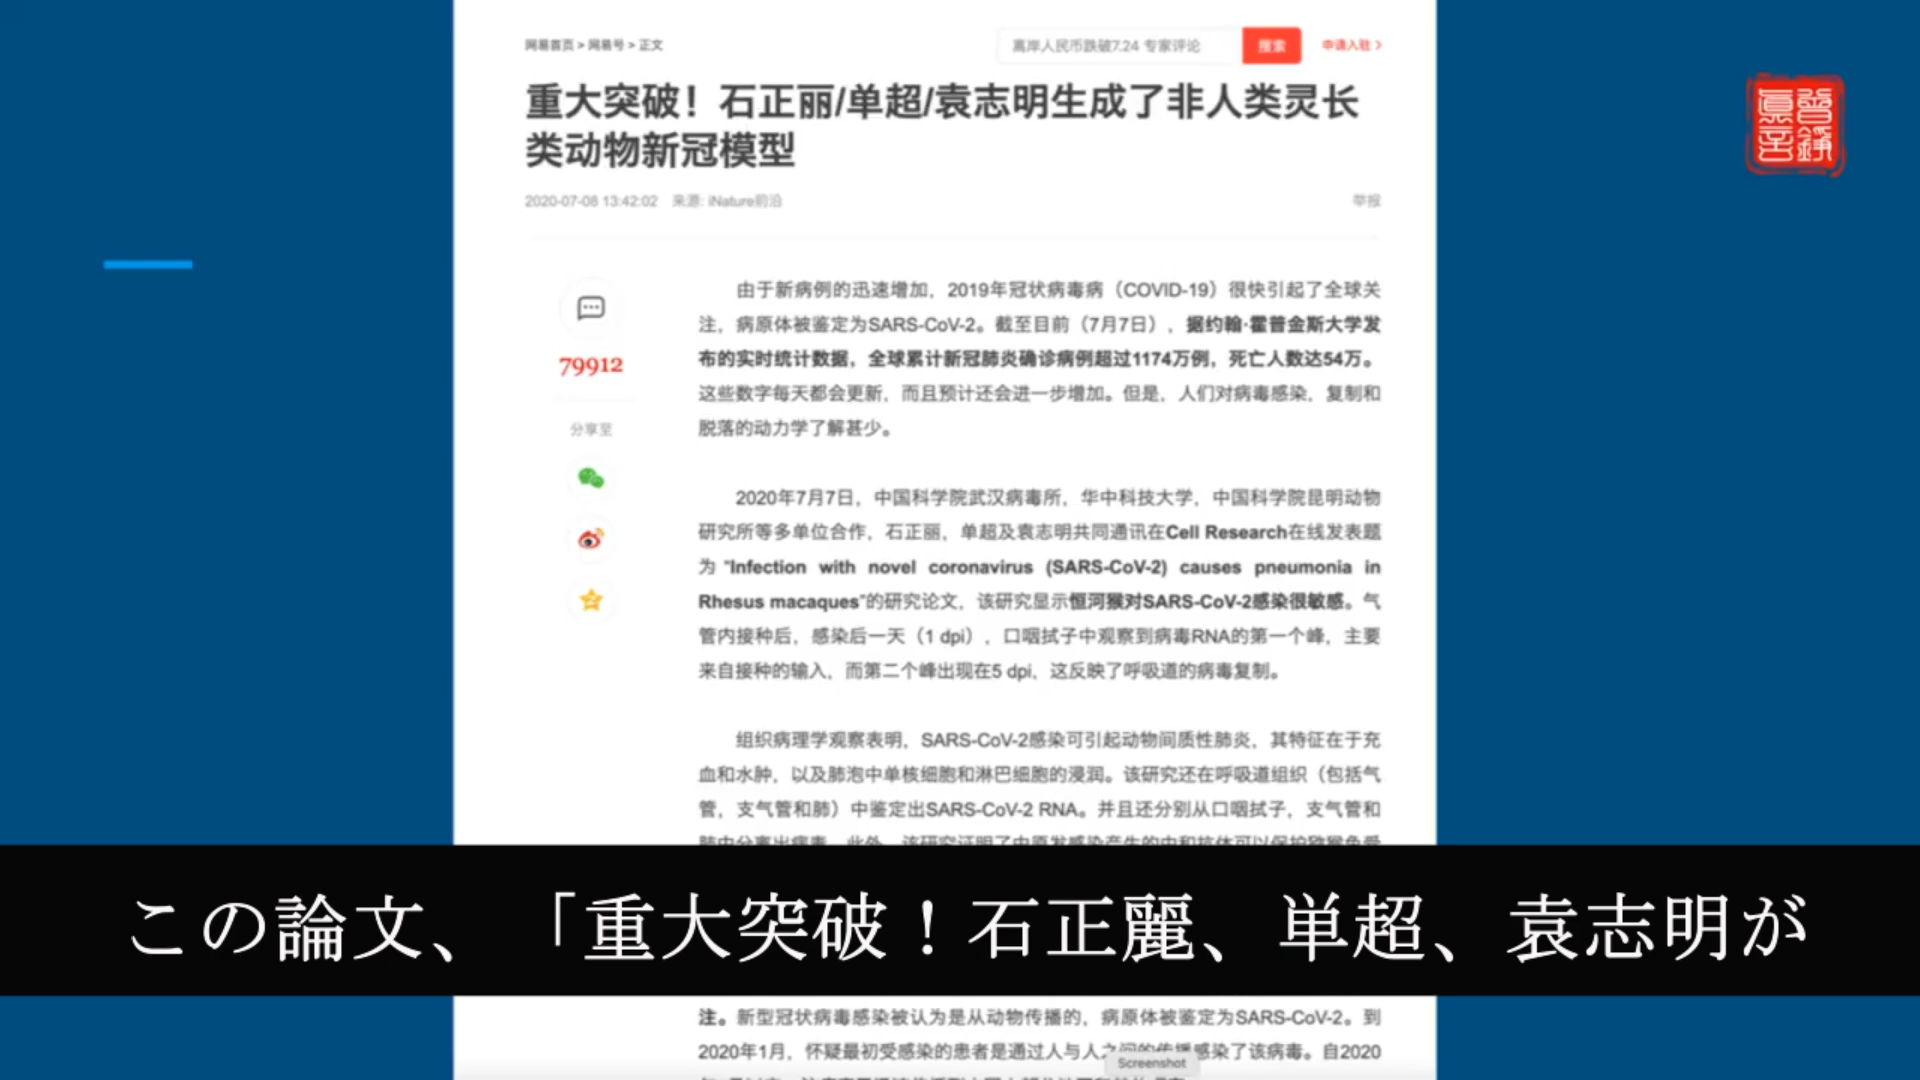 网易首页 > 网易号 > 正文
离岸人民币跌破7.24 专家评论
搜索
申请入驻 >
重大突破！石正丽/单超/袁志明生成了非人类灵长
类动物新冠模型
2020-07-08 13:42:02 来源: iNature前沿
举报
曾錚
真言
79912
分享至
由于新病例的迅速增加，2019年冠状病毒病（COVID-19）很快引起了全球关
注，病原体被鉴定为SARS-CoV-2。截至目前（7月7日），据约翰·霍普金斯大学发
布的实时统计数据，全球累计新冠肺炎确诊病例超过1174万例，死亡人数达54万。
这些数字每天都会更新，而且预计还会进一步增加。但是，人们对病毒感染，复制和
脱落的动力学了解甚少。
2020年7月7日，中国科学院武汉病毒所，华中科技大学，中国科学院昆明动物
研究所等多单位合作，石正丽，单超及袁志明共同通讯在Cell Research在线发表题
为 "Infection with novel coronavirus (SARS-CoV-2) causes pneumonia in
Rhesus macaques"的研究论文，该研究显示恒河猴对SARS-CoV-2感染很敏感。气
管内接种后，感染后一天（1 dpi），口咽拭子中观察到病毒RNA的第一个峰，主要
来自接种的输入，而第二个峰出现在5 dpi，这反映了呼吸道的病毒复制。
组织病理学观察表明，SARS-CoV-2感染可引起动物间质性肺炎，其特征在于充
血和水肿，以及肺泡中单核细胞和淋巴细胞的浸润。该研究还在呼吸道组织（包括气
管，支气管和肺）中鉴定出SARS-CoV-2 RNA。并且还分别从口咽拭子，支气管和
この論文、「重大突破！石正麗、単超、袁志明が
注。新型冠状病毒感染被认为是从动物传播的，病原体被鉴定为SARS-CoV-2。到
2020年1月，怀疑最初受感染的患者是通过人与人之间的传播感染了该病毒。自2020
Screenshot